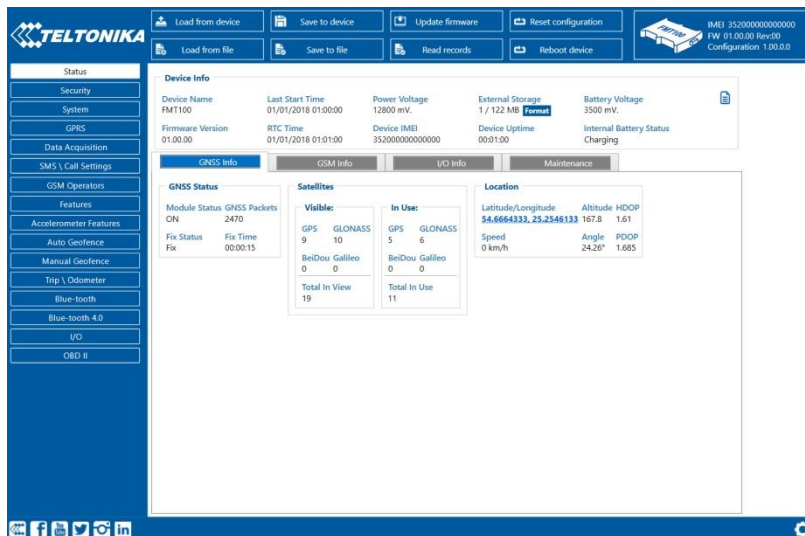 TELTONIKA
Load from device
Save to device
Update firmware
Reset configuration
Load from file
Save to file
Read records
Reboot device
FMT100
IMEI 352000000000000
FW 01.00.00 Rev:00
Configuration 1.00.0.0
Status
Security
System
GPRS
Data Acquisition
SMS \ Call Settings
GSM Operators
Features
Accelerometer Features
Auto Geofence
Manual Geofence
Trip \ Odometer
Blue-tooth
Blue-tooth 4.0
I/O
OBD II
Device Info
Device Name Last Start Time Power Voltage External Storage Battery Voltage
FMT100 01/01/2018 01:00:00 12800 mV. 1 / 122 MB Format 3500 mV.
Firmware Version RTC Time Device IMEI Device Uptime Internal Battery Status
01.00.00 01/01/2018 01:01:00 352000000000000 00:01:00 Charging
GNSS Info GSM Info I/O Info Maintenance
GNSS Status
Module Status GNSS Packets
ON 2470
Fix Status Fix Time
Fix 00:00:15
Satellites
Visible:
GPS GLONASS
9 10
BeiDou Galileo
0 0
Total In View
19
In Use:
GPS GLONASS
5 6
BeiDou Galileo
0 0
Total In Use
11
Location
Latitude/Longitude Altitude HDOP
54.6664333, 25.2546133 167.8 1.61
Speed Angle PDOP
0 km/h 24.26° 1.685